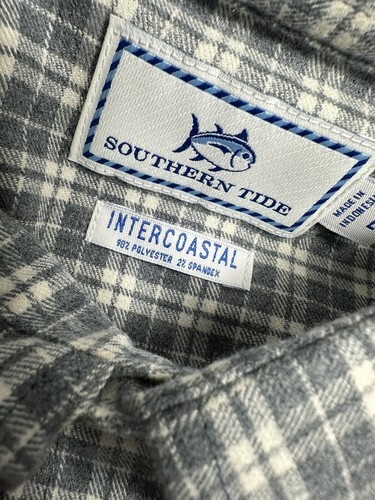 SOUTHERN TIDE
MADE IN
INDONESIA
INTERCOASTAL
98% POLYESTER 2% SPANDEX